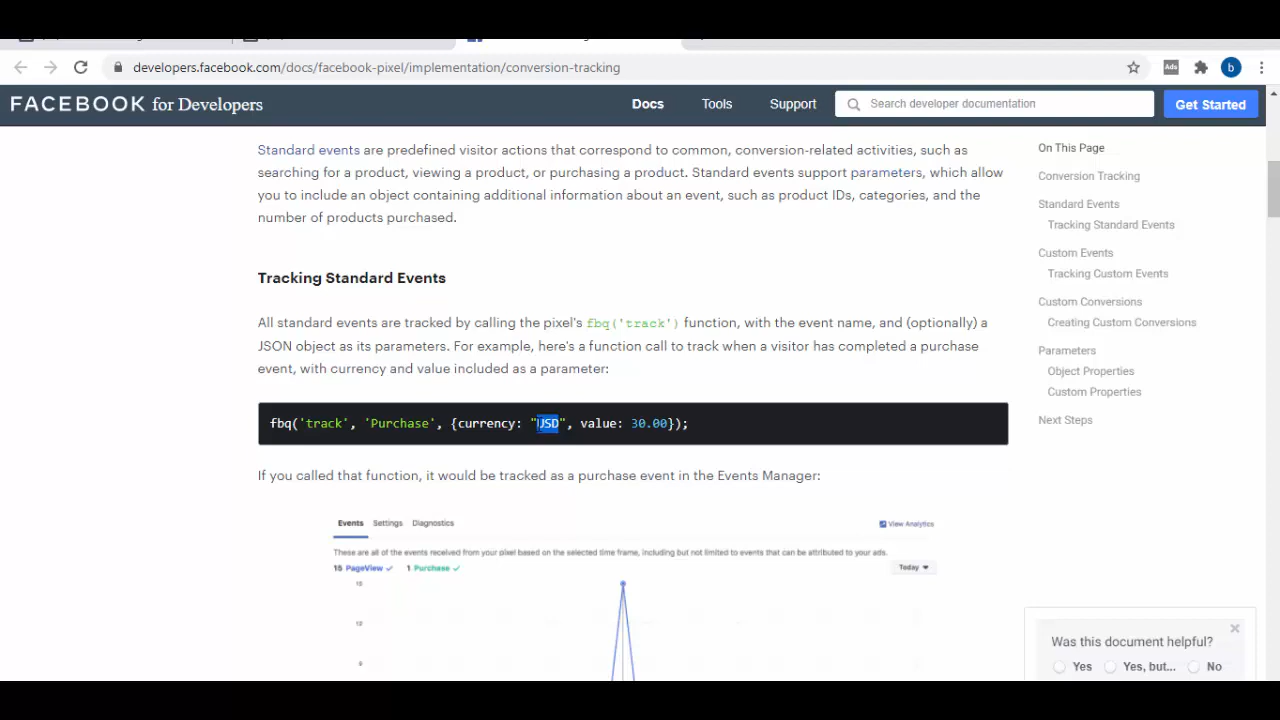 developers.facebook.com/docs/facebook-pixel/implementation/conversion-tracking
Ads
b
FACEBOOK for Developers
Docs
Tools
Support
Search developer documentation
Get Started
Standard events are predefined visitor actions that correspond to common, conversion-related activities, such as
searching for a product, viewing a product, or purchasing a product. Standard events support parameters, which allow
you to include an object containing additional information about an event, such as product IDs, categories, and the
number of products purchased.
Tracking Standard Events
All standard events are tracked by calling the pixel's fbq('track') function, with the event name, and (optionally) a
JSON object as its parameters. For example, here's a function call to track when a visitor has completed a purchase
event, with currency and value included as a parameter:
fbq('track', 'Purchase', {currency: "USD", value: 30.00});
If you called that function, it would be tracked as a purchase event in the Events Manager:
Events Settings Diagnostics
View Analytics
These are all of the events received from your pixel based on the selected time frame, including but not limited to events that can be attributed to your ads.
15 PageView ✓ 1 Purchase ✓
Today
On This Page
Conversion Tracking
Standard Events
Tracking Standard Events
Custom Events
Tracking Custom Events
Custom Conversions
Creating Custom Conversions
Parameters
Object Properties
Custom Properties
Next Steps
Was this document helpful?
Yes
Yes, but...
No